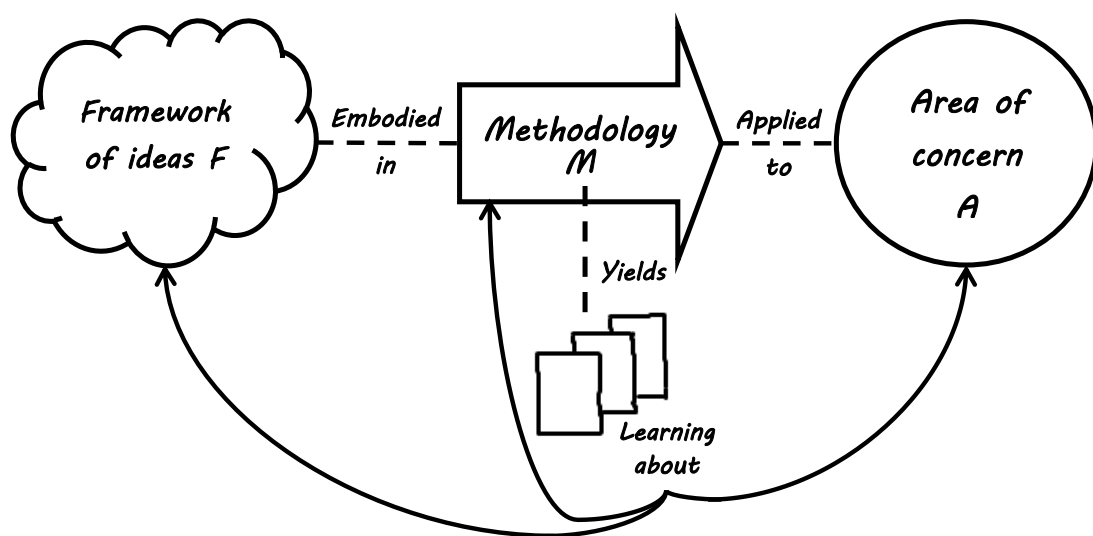 Framework
of ideas F
Embodied
in
Methodology
M
Applied
to
Area of
concern
A
Yields
Learning
about